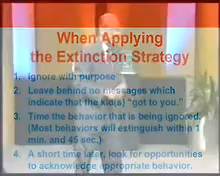 When Applying
the Extinction Strategy
1. Ignore with purpose
2. Leave behind no messages which
indicate that the kid(s) "got to you."
3. Time the behavior that is being ignored.
(Most behaviors will extinguish within 1
min. and 45 sec.)
4. A short time later, look for opportunities
to acknowledge appropriate behavior.